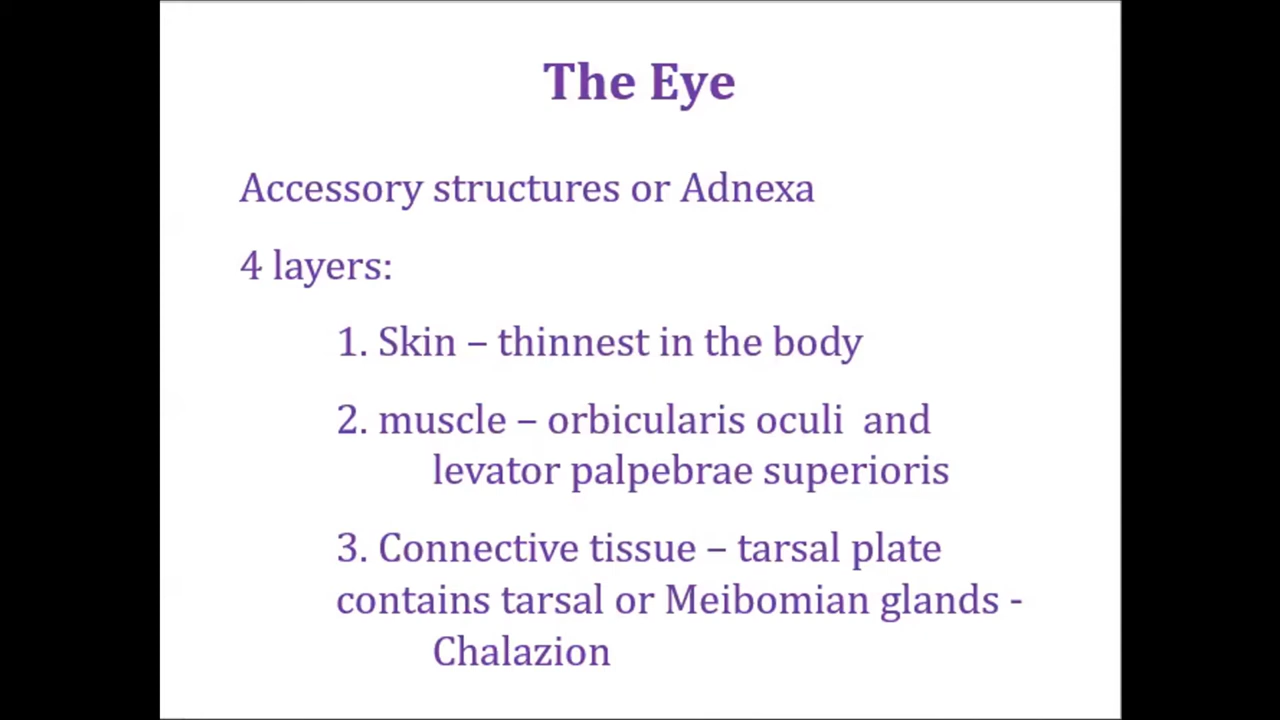 The Eye
Accessory structures or Adnexa
4 layers:
1. Skin – thinnest in the body
2. muscle – orbicularis oculi  and
levator palpebrae superioris
3. Connective tissue – tarsal plate
contains tarsal or Meibomian glands -
Chalazion